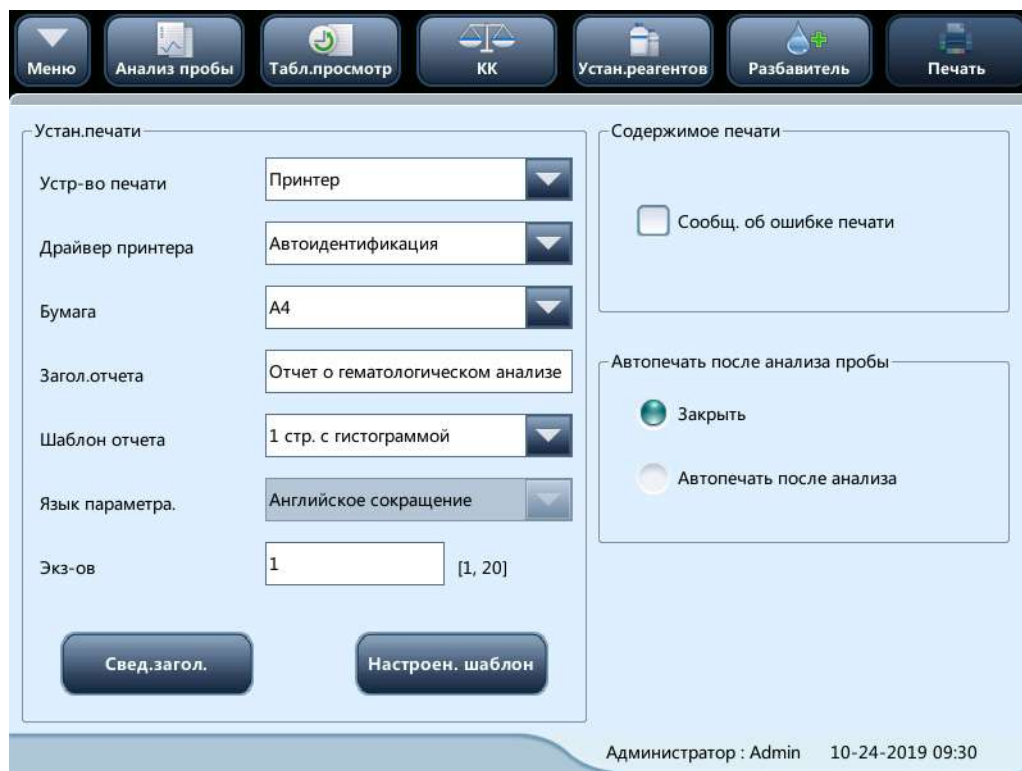 Меню
Анализ пробы
Табл.просмотр
КК
Устан.реагентов
Разбавитель
Печать
Устан.печати
Устр-во печати
Принтер
Драйвер принтера
Автоидентификация
Бумага
A4
Загол.отчета
Отчет о гематологическом анализе
Шаблон отчета
1 стр. с гистограммой
Язык параметра.
Английское сокращение
Экз-ов
1
[1, 20]
Свед.загол.
Настроен. шаблон
Содержимое печати
Сообщ. об ошибке печати
Автопечать после анализа пробы
Закрыть
Автопечать после анализа
Администратор : Admin
10-24-2019 09:30